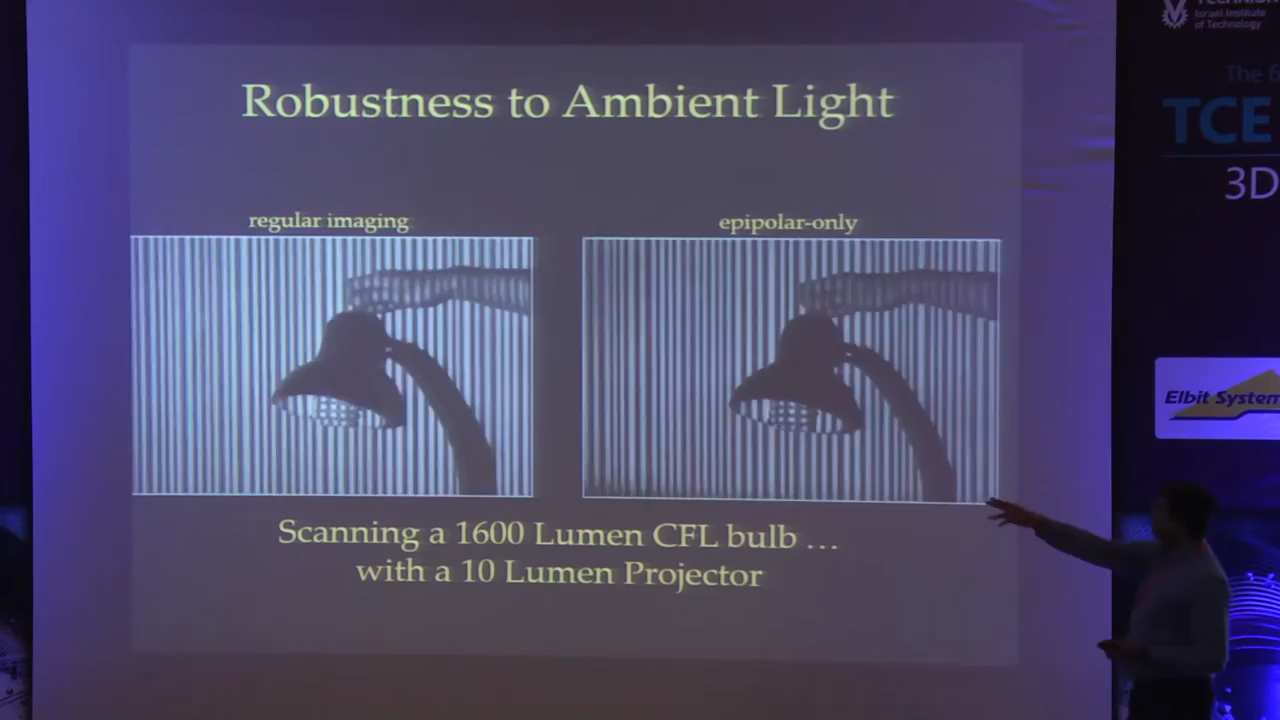 Robustness to Ambient Light
regular imaging
epipolar-only
Scanning a 1600 Lumen CFL bulb ...
with a 10 Lumen Projector
Israel Institute
of Technology
The 6
TCE
3D
Elbit System